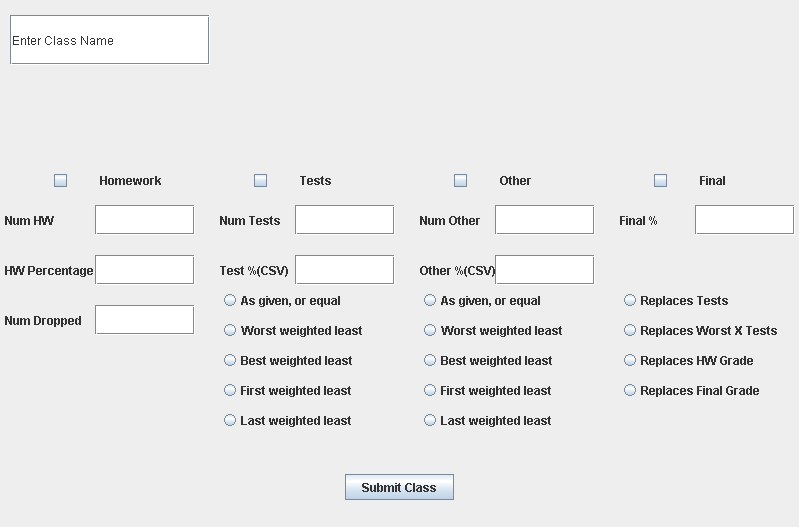 Enter Class Name
Homework Tests Other Final
Num HW Num Tests Num Other Final %
HW Percentage Test %(CSV) Other %(CSV)
As given, or equal As given, or equal Replaces Tests
Num Dropped
Worst weighted least Worst weighted least Replaces Worst X Tests
Best weighted least Best weighted least Replaces HW Grade
First weighted least First weighted least Replaces Final Grade
Last weighted least Last weighted least
Submit Class